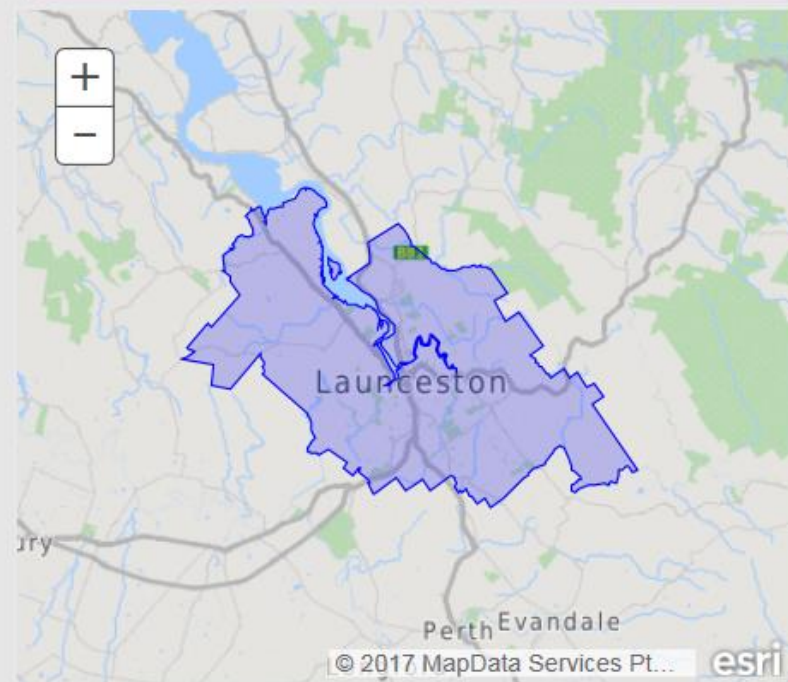 +
−
Launceston
ury
Perth
Evandale
© 2017 MapData Services Pt...
esri